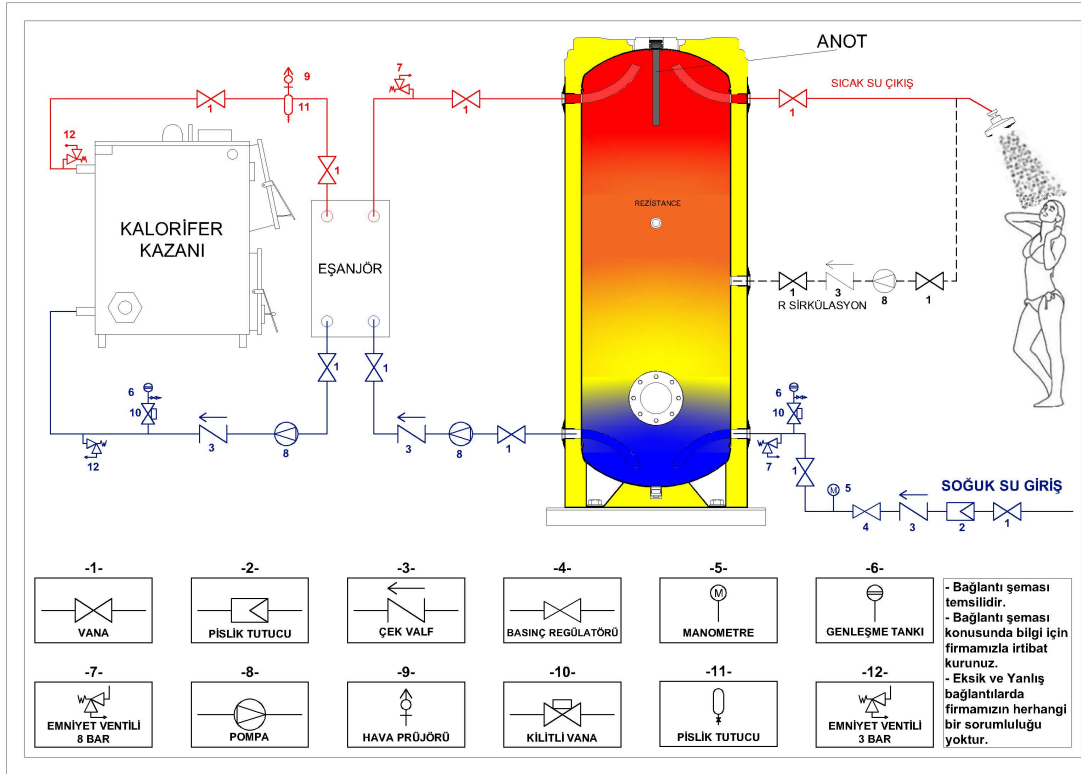 ANOT
7
9
SICAK SU ÇIKIŞ
1
11
1
1
12
1
REZİSTANCE
KALORİFER
KAZANI
EŞANJÖR
1
3
8
1
R SİRKÜLASYON
1
1
6
10
12
3
8
3
8
1
6
10
7
1
5
SOĞUK SU GİRİŞ
4
3
2
1
-1-
-2-
-3-
-4-
-5-
-6-
VANA
PİSLİK TUTUCU
ÇEK VALF
BASINÇ REGÜLATÖRÜ
M
M
MANOMETRE
GENLEŞME TANKI
-7-
-8-
-9-
-10-
-11-
-12-
EMNİYET VENTİLİ
8 BAR
POMPA
HAVA PRÜJÖRÜ
KİLİTLİ VANA
PİSLİK TUTUCU
EMNİYET VENTİLİ
3 BAR
- Bağlantı şeması
temsilidir.
- Bağlantı şeması
konusunda bilgi için
firmamızla irtibat
kurunuz.
- Eksik ve Yanlış
bağlantılarda
firmamızın herhangi
bir sorumluluğu
yoktur.